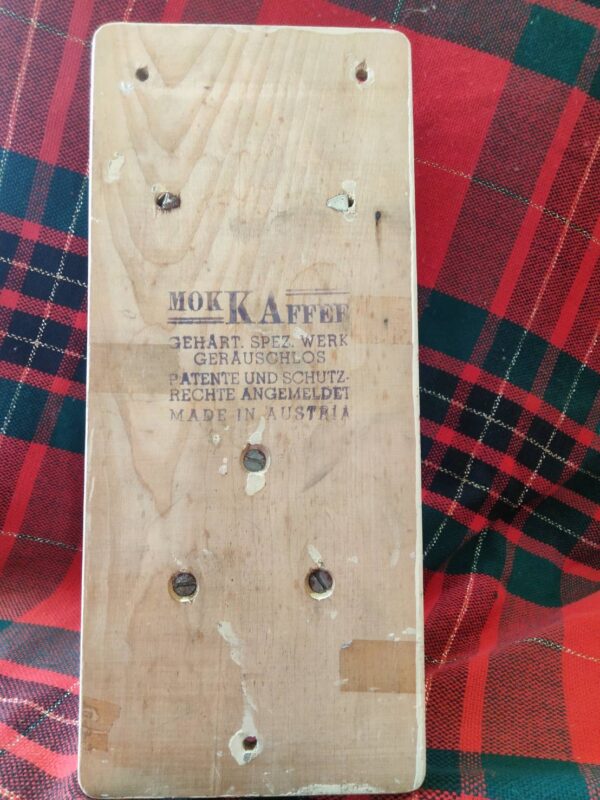 MOKKAFFEE
GEHÄRT. SPEZ. WERK
GERÄUSCHLOS
PATENTE UND SCHUTZ-
RECHTE ANGEMELDET
MADE IN AUSTRIA